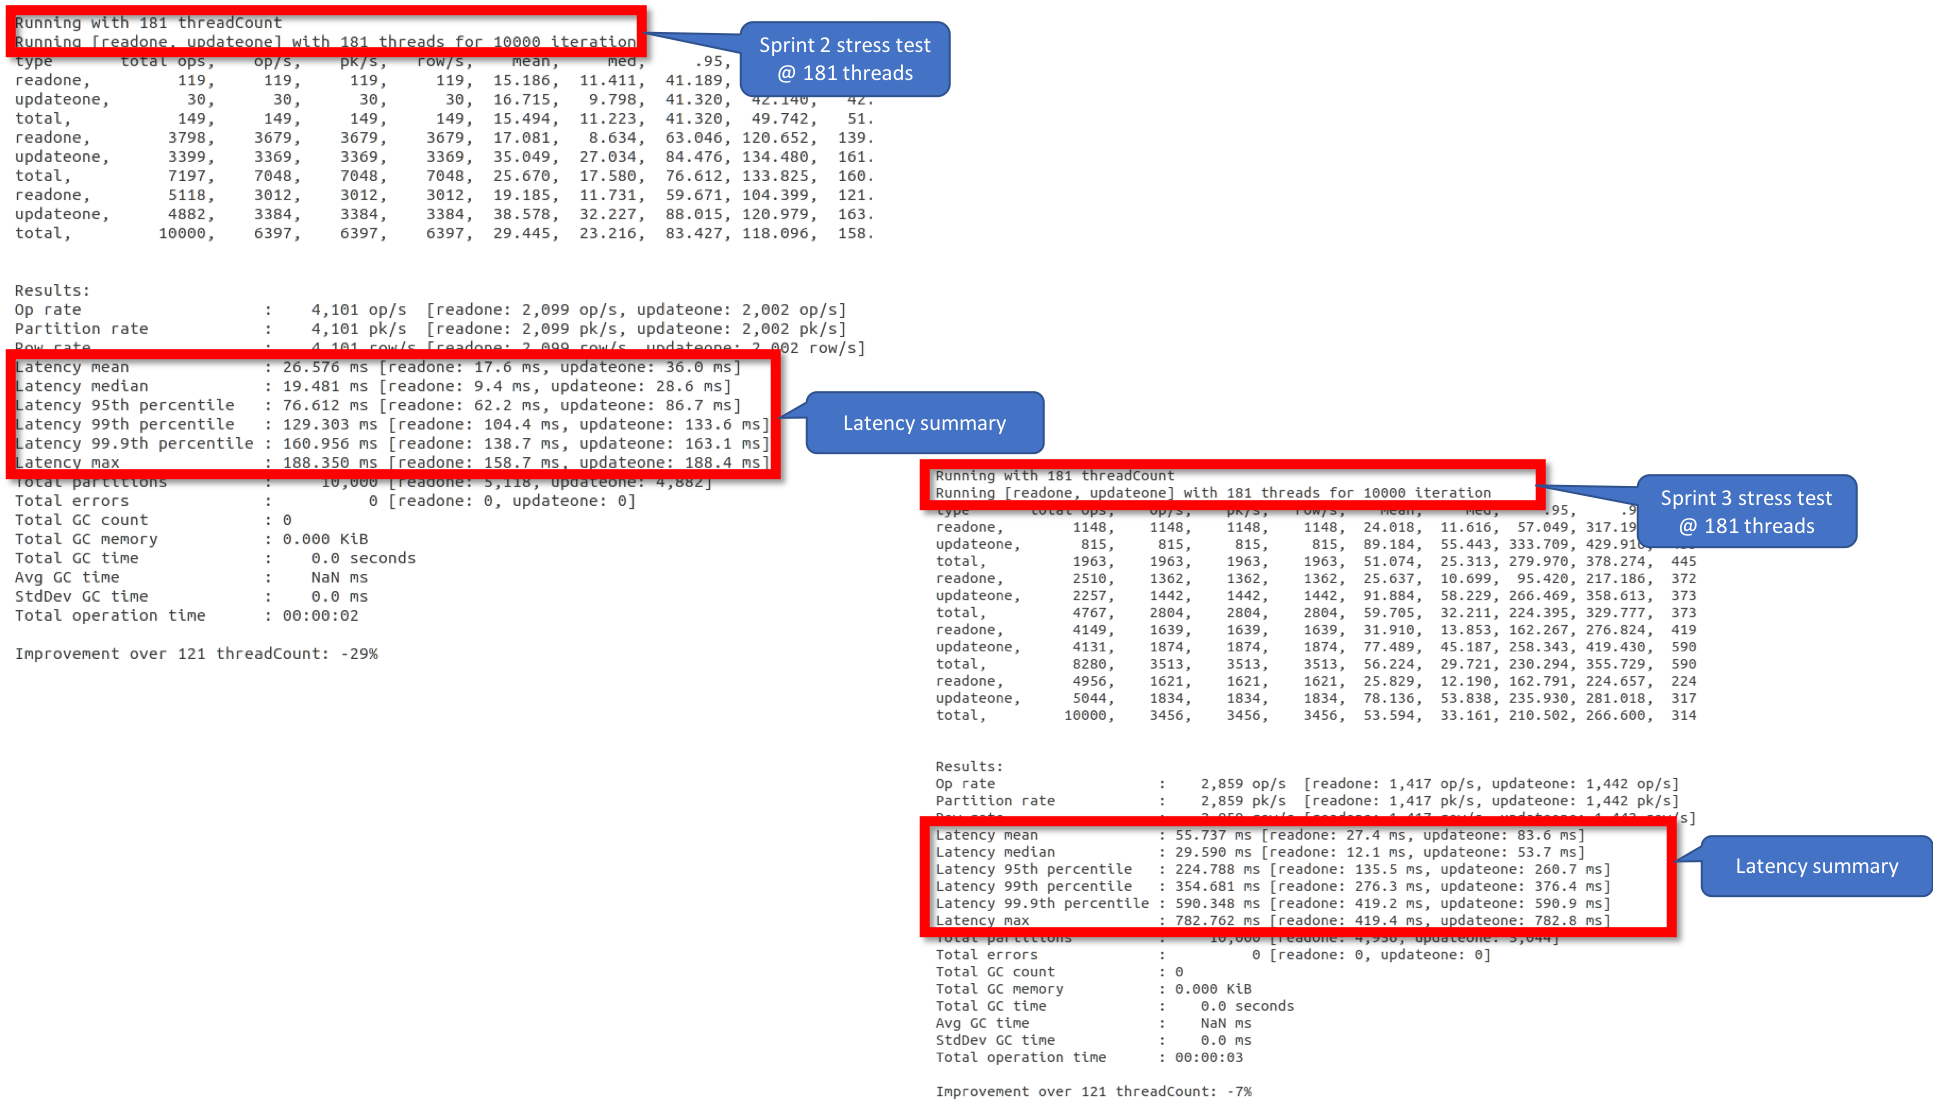 Running with 181 threadCount
Running [readone, updateone] with 181 threads for 10000 iteration
type total ops, op/s, pk/s, row/s, mean, med, .95,
readone, 119, 119, 119, 119, 15.186, 11.411, 41.189,
updateone, 30, 30, 30, 30, 16.715, 9.798, 41.320, 42.140, 42.
total, 149, 149, 149, 149, 15.494, 11.223, 41.320, 49.742, 51.
readone, 3798, 3679, 3679, 3679, 17.081, 8.634, 63.046, 120.652, 139.
updateone, 3399, 3369, 3369, 3369, 35.049, 27.034, 84.476, 134.480, 161.
total, 7197, 7048, 7048, 7048, 25.670, 17.580, 76.612, 133.825, 160.
readone, 5118, 3012, 3012, 3012, 19.185, 11.731, 59.671, 104.399, 121.
updateone, 4882, 3384, 3384, 3384, 38.578, 32.227, 88.015, 120.979, 163.
total, 10000, 6397, 6397, 6397, 29.445, 23.216, 83.427, 118.096, 158.
Sprint 2 stress test
@ 181 threads
Results:
Op rate : 4,101 op/s [readone: 2,099 op/s, updateone: 2,002 op/s]
Partition rate : 4,101 pk/s [readone: 2,099 pk/s, updateone: 2,002 pk/s]
Row rate : 4,101 row/s [readone: 2,099 row/s, updateone: 2,002 row/s]
Latency mean : 26.576 ms [readone: 17.6 ms, updateone: 36.0 ms]
Latency median : 19.481 ms [readone: 9.4 ms, updateone: 28.6 ms]
Latency 95th percentile : 76.612 ms [readone: 62.2 ms, updateone: 86.7 ms]
Latency 99th percentile : 129.303 ms [readone: 104.4 ms, updateone: 133.6 ms]
Latency 99.9th percentile : 160.956 ms [readone: 138.7 ms, updateone: 163.1 ms]
Latency max : 188.350 ms [readone: 158.7 ms, updateone: 188.4 ms]
Total partitions : 10,000 [readone: 5,118, updateone: 4,882]
Total errors : 0 [readone: 0, updateone: 0]
Total GC count : 0
Total GC memory : 0.000 KiB
Total GC time : 0.0 seconds
Avg GC time : NaN ms
StdDev GC time : 0.0 ms
Total operation time : 00:00:02
Improvement over 121 threadCount: -29%
Latency summary
Running with 181 threadCount
Running [readone, updateone] with 181 threads for 10000 iteration
type total ops, op/s, pk/s, row/s, mean, med, .95,
readone, 1148, 1148, 1148, 1148, 24.018, 11.616, 57.049, 317.19
updateone, 815, 815, 815, 815, 89.184, 55.443, 333.709, 429.916,
total, 1963, 1963, 1963, 1963, 51.074, 25.313, 279.970, 378.274, 445
readone, 2510, 1362, 1362, 1362, 25.637, 10.699, 95.420, 217.186, 372
updateone, 2257, 1442, 1442, 1442, 91.884, 58.229, 266.469, 358.613, 373
total, 4767, 2804, 2804, 2804, 59.705, 32.211, 224.395, 329.777, 373
readone, 4149, 1639, 1639, 1639, 31.910, 13.853, 162.267, 276.824, 419
updateone, 4131, 1874, 1874, 1874, 77.489, 45.187, 258.343, 419.430, 590
total, 8280, 3513, 3513, 3513, 56.224, 29.721, 230.294, 355.729, 590
readone, 4956, 1621, 1621, 1621, 25.829, 12.190, 162.791, 224.657, 224
updateone, 5044, 1834, 1834, 1834, 78.136, 53.838, 235.930, 281.018, 317
total, 10000, 3456, 3456, 3456, 53.594, 33.161, 210.502, 266.600, 314
Sprint 3 stress test
@ 181 threads
Results:
Op rate : 2,859 op/s [readone: 1,417 op/s, updateone: 1,442 op/s]
Partition rate : 2,859 pk/s [readone: 1,417 pk/s, updateone: 1,442 pk/s]
Row rate : 2,859 row/s [readone: 1,417 row/s, updateone: 1,442 row/s]
Latency mean : 55.737 ms [readone: 27.4 ms, updateone: 83.6 ms]
Latency median : 29.590 ms [readone: 12.1 ms, updateone: 53.7 ms]
Latency 95th percentile : 224.788 ms [readone: 135.5 ms, updateone: 260.7 ms]
Latency 99th percentile : 354.681 ms [readone: 276.3 ms, updateone: 376.4 ms]
Latency 99.9th percentile : 590.348 ms [readone: 419.2 ms, updateone: 590.9 ms]
Latency max : 782.762 ms [readone: 419.4 ms, updateone: 782.8 ms]
Total partitions : 10,000 [readone: 4,956, updateone: 5,044]
Total errors : 0 [readone: 0, updateone: 0]
Total GC count : 0
Total GC memory : 0.000 KiB
Total GC time : 0.0 seconds
Avg GC time : NaN ms
StdDev GC time : 0.0 ms
Total operation time : 00:00:03
Improvement over 121 threadCount: -7%
Latency summary